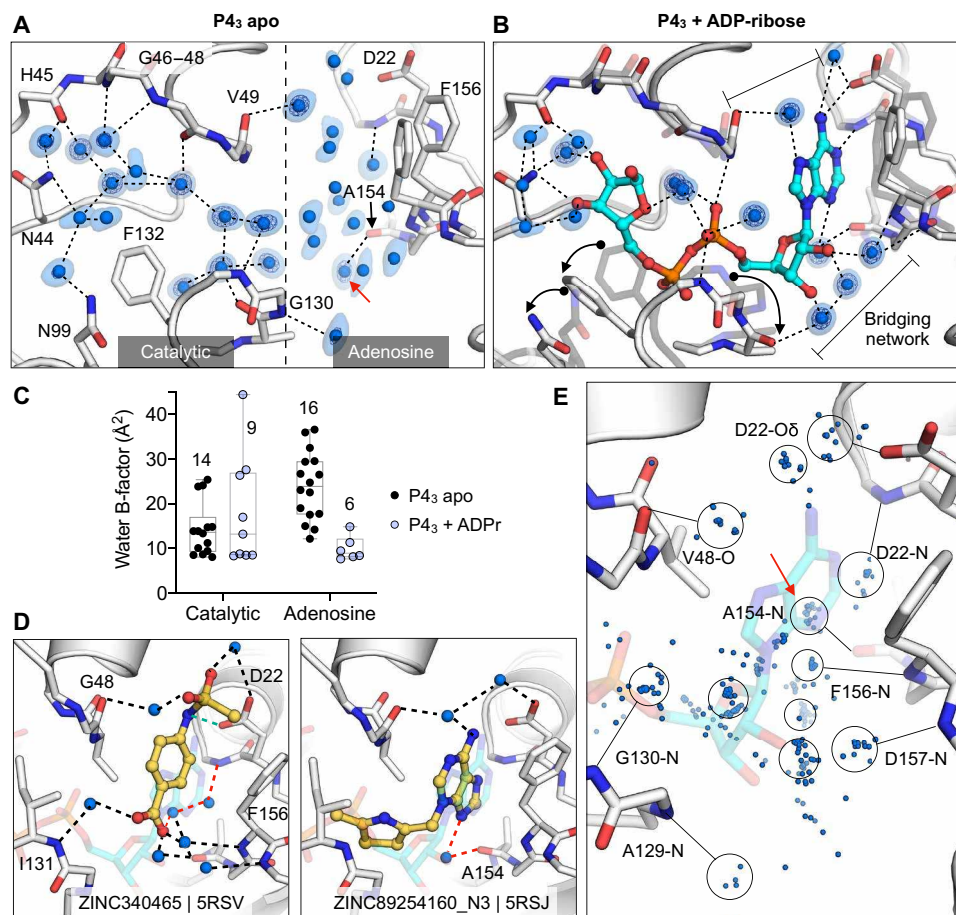 A
P4₃ apo
H45
G46–48
V49
D22
F156
A154
N44
F132
G130
N99
Catalytic
Adenosine
B
P4₃ + ADP-ribose
Bridging
network
C
Water B-factor (Å²)
40
30
20
10
0
14
9
16
6
P4₃ apo
P4₃ + ADPr
Catalytic
Adenosine
D
G48
D22
F156
I131
ZINC340465 | 5RSV
A154
ZINC89254160_N3 | 5RSJ
E
D22-Oδ
V48-O
D22-N
A154-N
F156-N
G130-N
D157-N
A129-N